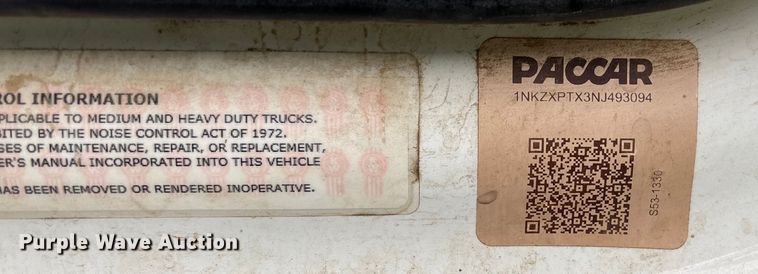 ROL INFORMATION
PLICABLE TO MEDIUM AND HEAVY DUTY TRUCKS.
BITED BY THE NOISE CONTROL ACT OF 1972.
SES OF MAINTENANCE, REPAIR, OR REPLACEMENT,
ER'S MANUAL INCORPORATED INTO THIS VEHICLE
HAS BEEN REMOVED OR RENDERED INOPERATIVE.
PACCAR
1NKZXPTX3NJ493094
S53-1330
Purple Wave Auction